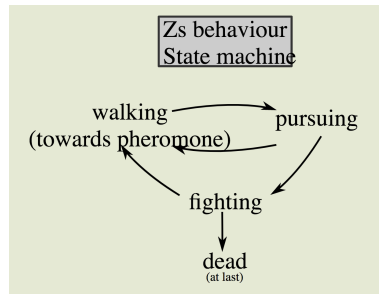 Zs behaviour
State machine
walking
(towards pheromone)
pursuing
fighting
dead
(at last)